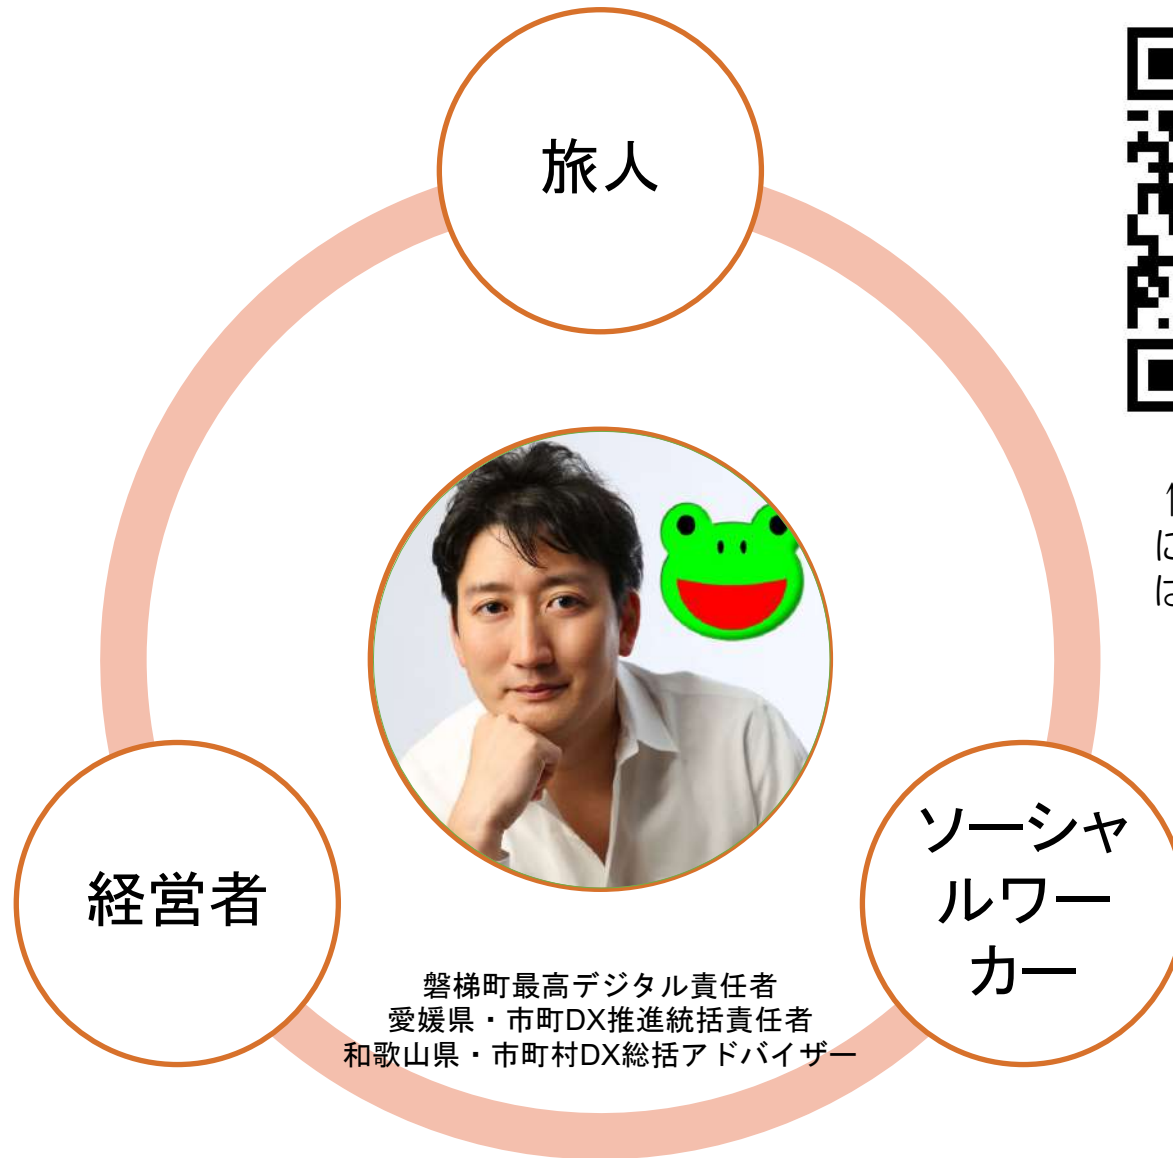 旅人
↑
に
は
経営者
ソーシャ
ルワー
カー
磐梯町最高デジタル責任者
愛媛県・市町DX推進統括責任者
和歌山県・市町村DX総括アドバイザー